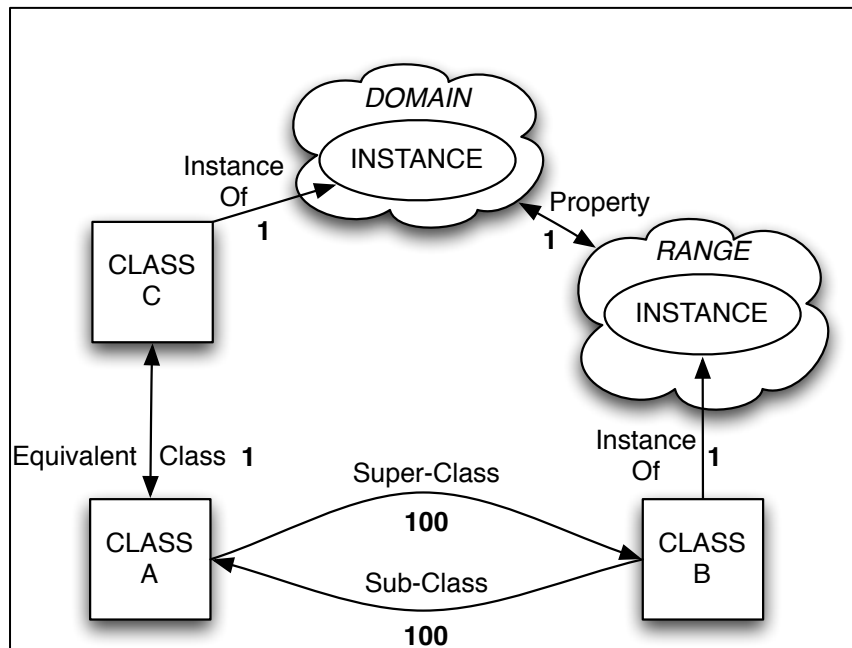 DOMAIN
INSTANCE
Instance
Of
1
Property
1
CLASS
C
RANGE
INSTANCE
Equivalent Class 1
Instance
Of
1
Super-Class
100
CLASS
A
CLASS
B
Sub-Class
100